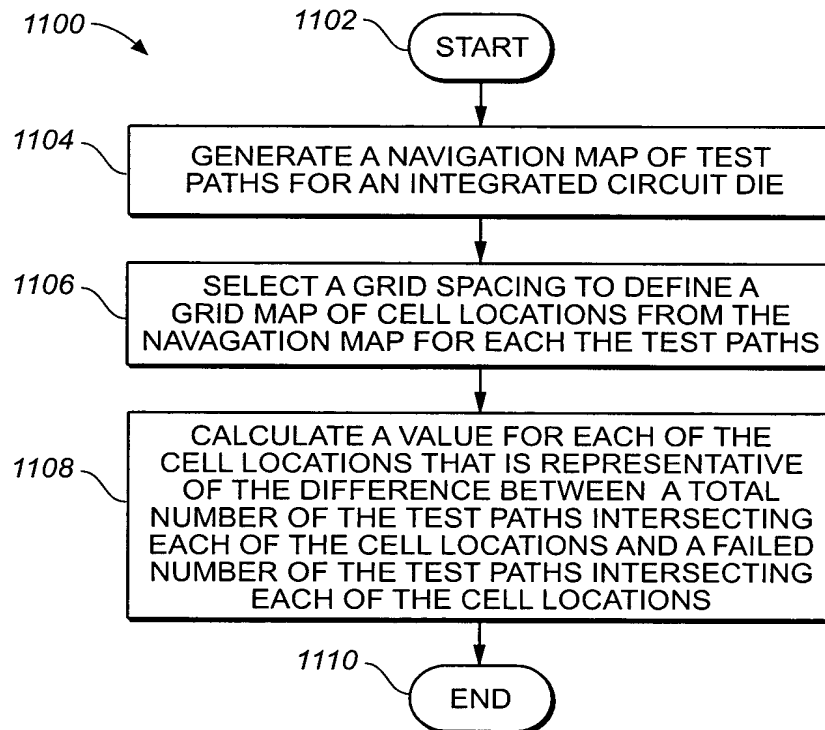 1100
1102
START
1104
GENERATE A NAVIGATION MAP OF TEST
PATHS FOR AN INTEGRATED CIRCUIT DIE
1106
SELECT A GRID SPACING TO DEFINE A
GRID MAP OF CELL LOCATIONS FROM THE
NAVAGATION MAP FOR EACH THE TEST PATHS
1108
CALCULATE A VALUE FOR EACH OF THE
CELL LOCATIONS THAT IS REPRESENTATIVE
OF THE DIFFERENCE BETWEEN A TOTAL
NUMBER OF THE TEST PATHS INTERSECTING
EACH OF THE CELL LOCATIONS AND A FAILED
NUMBER OF THE TEST PATHS INTERSECTING
EACH OF THE CELL LOCATIONS
1110
END